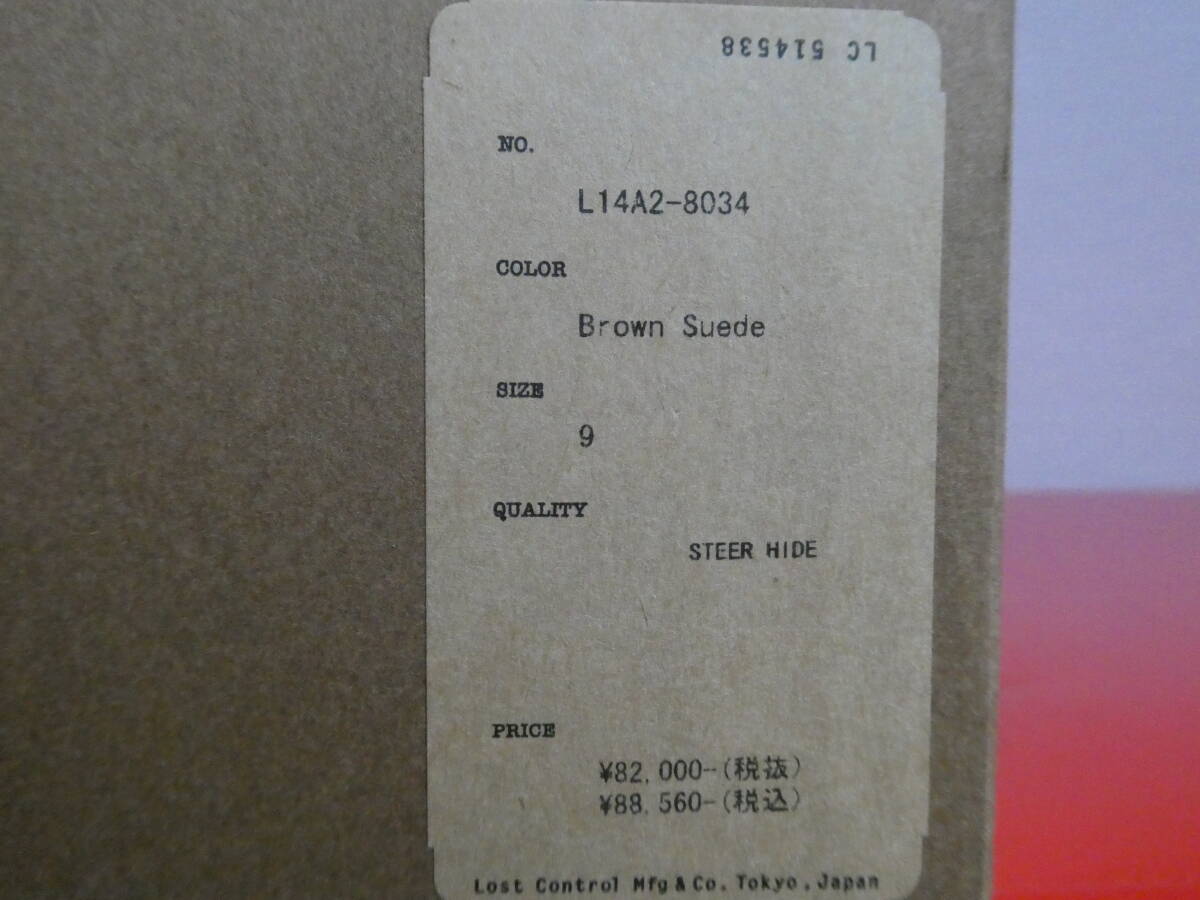 LC 514538
NO.
L14A2-8034
COLOR
Brown Suede
SIZE
9
QUALITY
STEER HIDE
PRICE
¥82,000-(税抜)
¥88,560-(税込)
Lost Control Mfg & Co. Tokyo, Japan